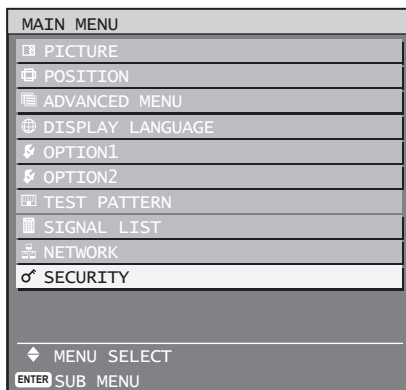 MAIN MENU
PICTURE
POSITION
ADVANCED MENU
DISPLAY LANGUAGE
OPTION1
OPTION2
TEST PATTERN
SIGNAL LIST
NETWORK
SECURITY
MENU SELECT
ENTER SUB MENU